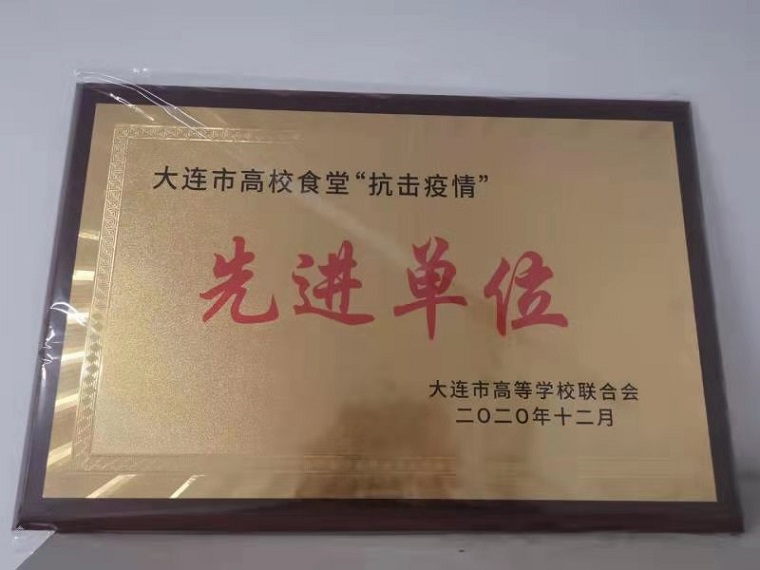 大连市高校食堂“抗击疫情”
先进单位
大连市高等学校联合会
二〇二〇年十二月